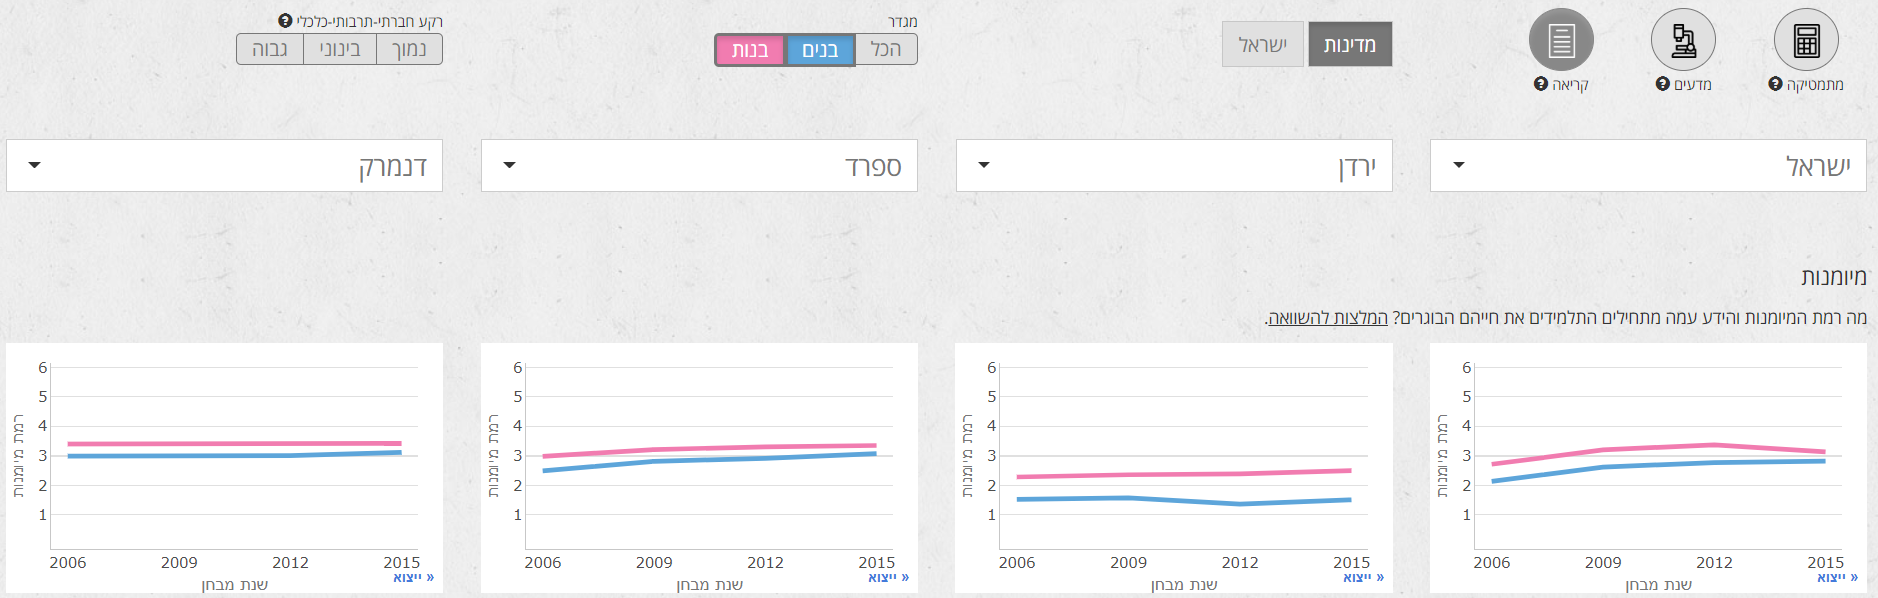 מתמטיקה ?
מדעים ?
קריאה ?
מדינות
ישראל
מגדר
הכל
בנים
בנות
רקע חברתי-תרבותי-כלכלי ?
נמוך
בינוני
גבוה
ישראל
ירדן
ספרד
דנמרק
מיומנות
מה רמת המיומנות והידע עמה מתחילים התלמידים את חייהם הבוגרים? המלצות להשוואה.
6
5
4
3
2
1
רמת מיומנות
2006 2009 2012 2015
שנת מבחן
ייצוא »
6
5
4
3
2
1
רמת מיומנות
2006 2009 2012 2015
שנת מבחן
ייצוא »
6
5
4
3
2
1
רמת מיומנות
2006 2009 2012 2015
שנת מבחן
ייצוא »
6
5
4
3
2
1
רמת מיומנות
2006 2009 2012 2015
שנת מבחן
ייצוא »